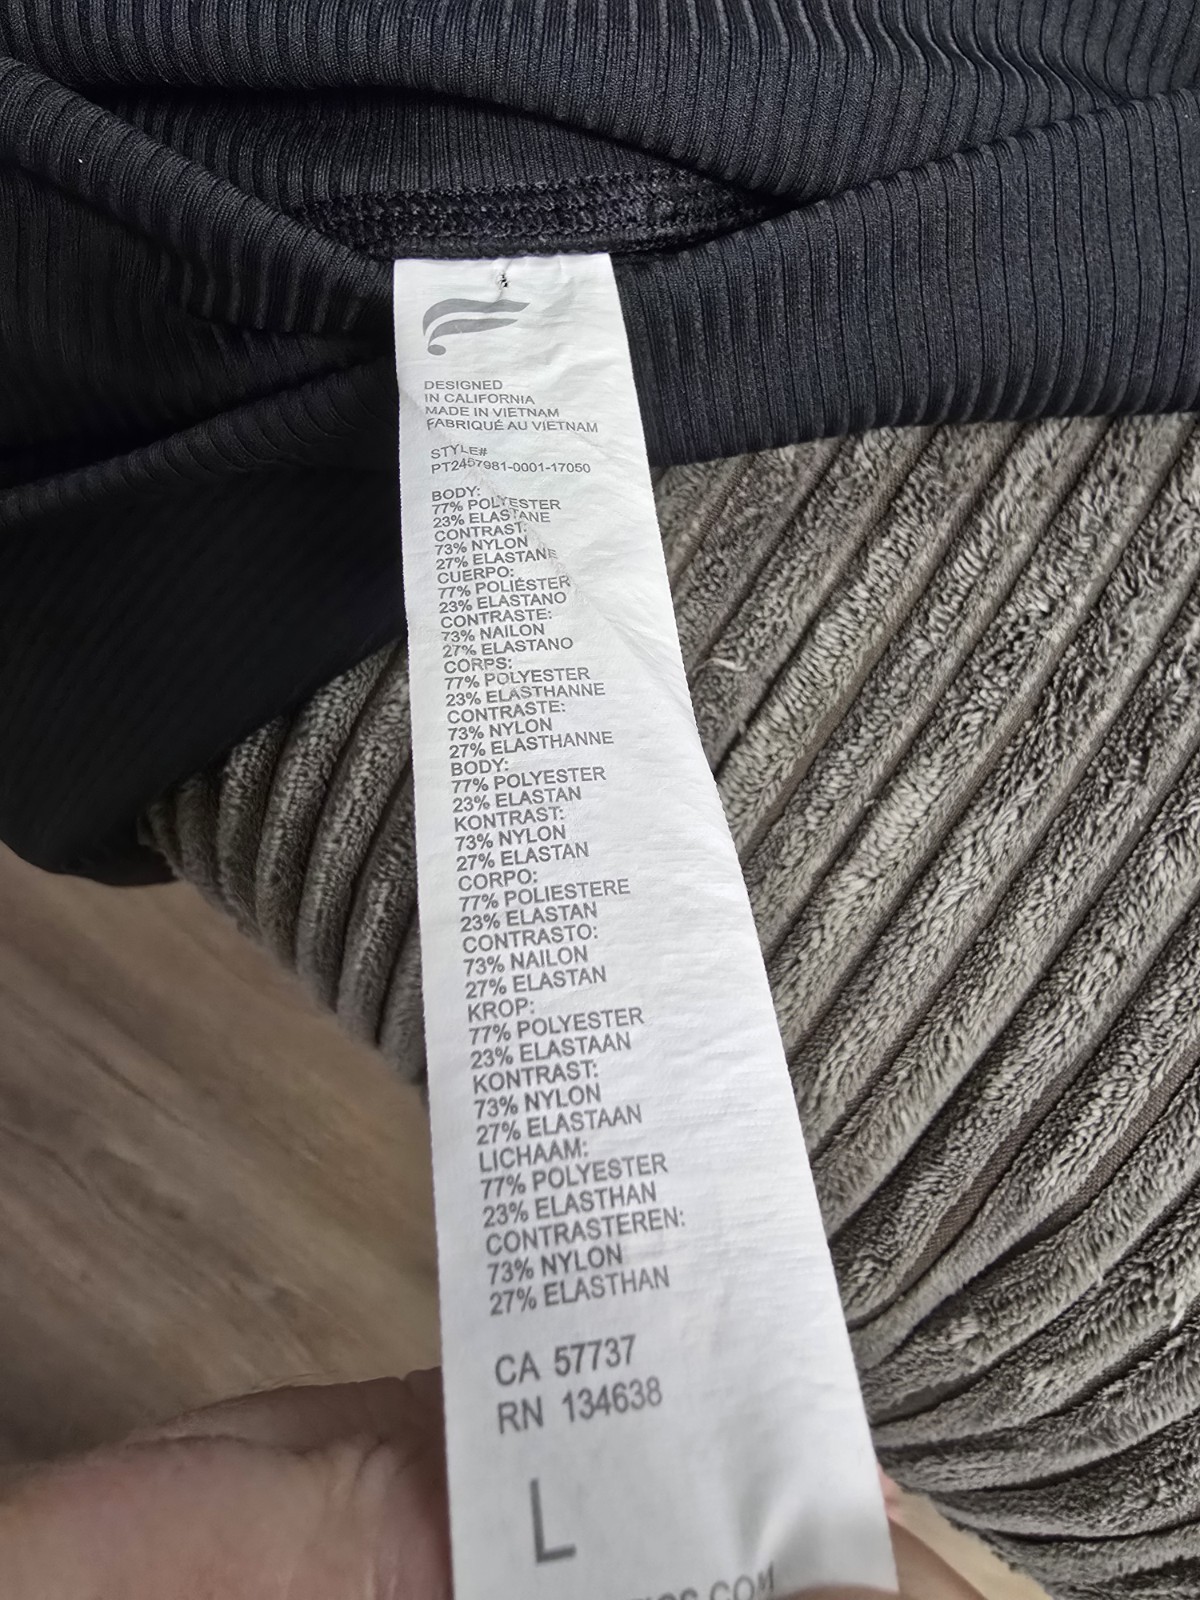 DESIGNED
IN CALIFORNIA
MADE IN VIETNAM
FABRIQUÉ AU VIETNAM
STYLE#
PT2457981-0001-17050
BODY:
77% POLYESTER
23% ELASTANE
CONTRAST:
73% NYLON
27% ELASTANE
CUERPO:
77% POLIÉSTER
23% ELASTANO
CONTRASTE:
73% NAILON
27% ELASTANO
CORPS:
77% POLYESTER
23% ELASTHANNE
CONTRASTE:
73% NYLON
27% ELASTHANNE
BODY:
77% POLYESTER
23% ELASTAN
KONTRAST:
73% NYLON
27% ELASTAN
CORPO:
77% POLIESTERE
23% ELASTAN
CONTRASTO:
73% NAILON
27% ELASTAN
KROP:
77% POLYESTER
23% ELASTAAN
KONTRAST:
73% NYLON
27% ELASTAAN
LICHAAM:
77% POLYESTER
23% ELASTHAN
CONTRASTEREN:
73% NYLON
27% ELASTHAN
CA 57737
RN 134638
L